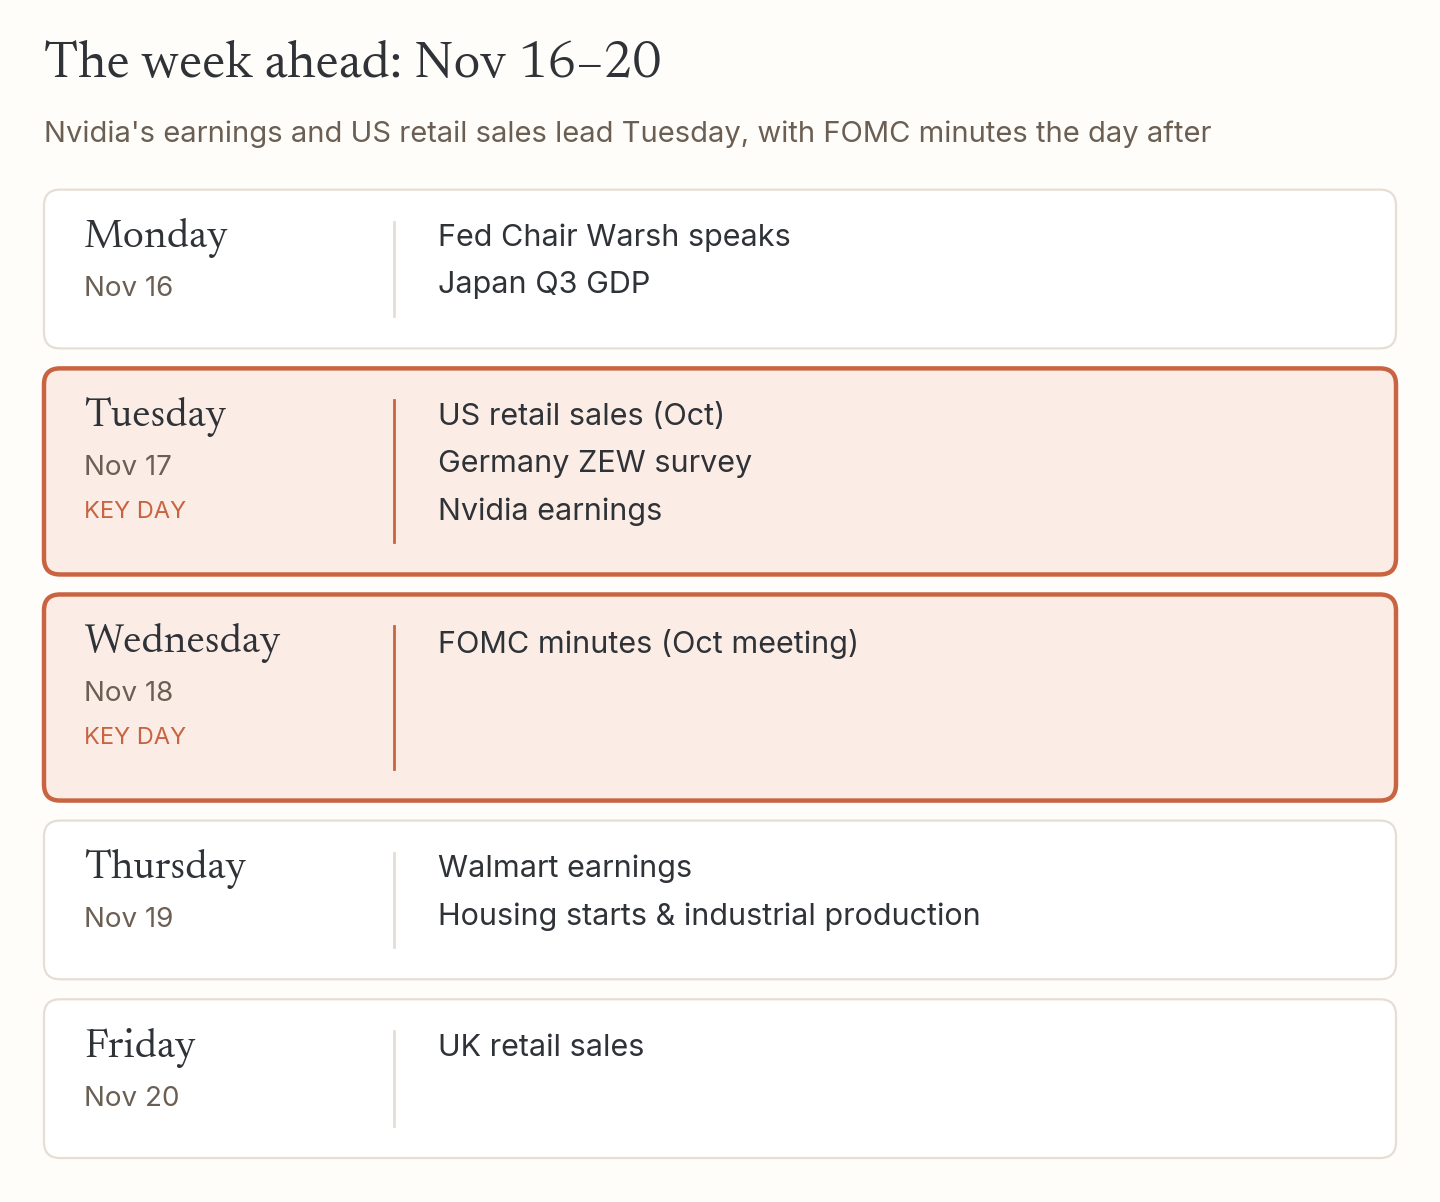 The week ahead: Nov 16–20
Nvidia's earnings and US retail sales lead Tuesday, with FOMC minutes the day after
Monday
Nov 16
Fed Chair Warsh speaks
Japan Q3 GDP
Tuesday
Nov 17
KEY DAY
US retail sales (Oct)
Germany ZEW survey
Nvidia earnings
Wednesday
Nov 18
KEY DAY
FOMC minutes (Oct meeting)
Thursday
Nov 19
Walmart earnings
Housing starts & industrial production
Friday
Nov 20
UK retail sales